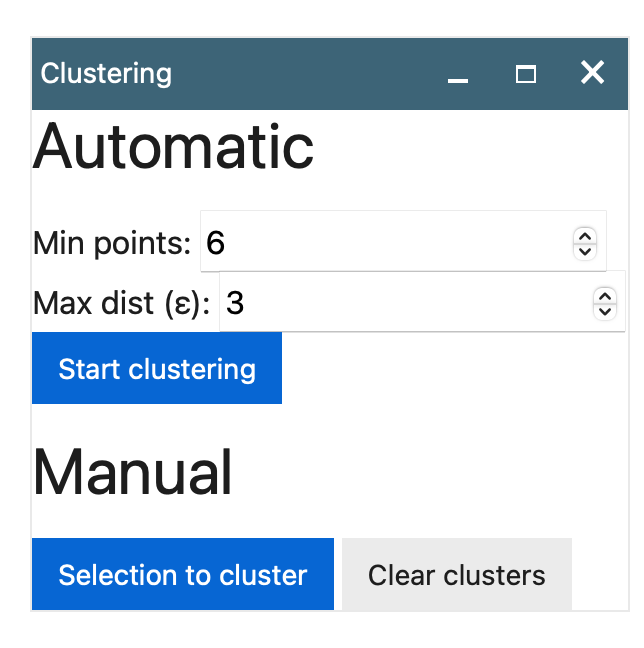 Clustering
Automatic
Min points: 6
Max dist (ε): 3
Start clustering
Manual
Selection to cluster Clear clusters